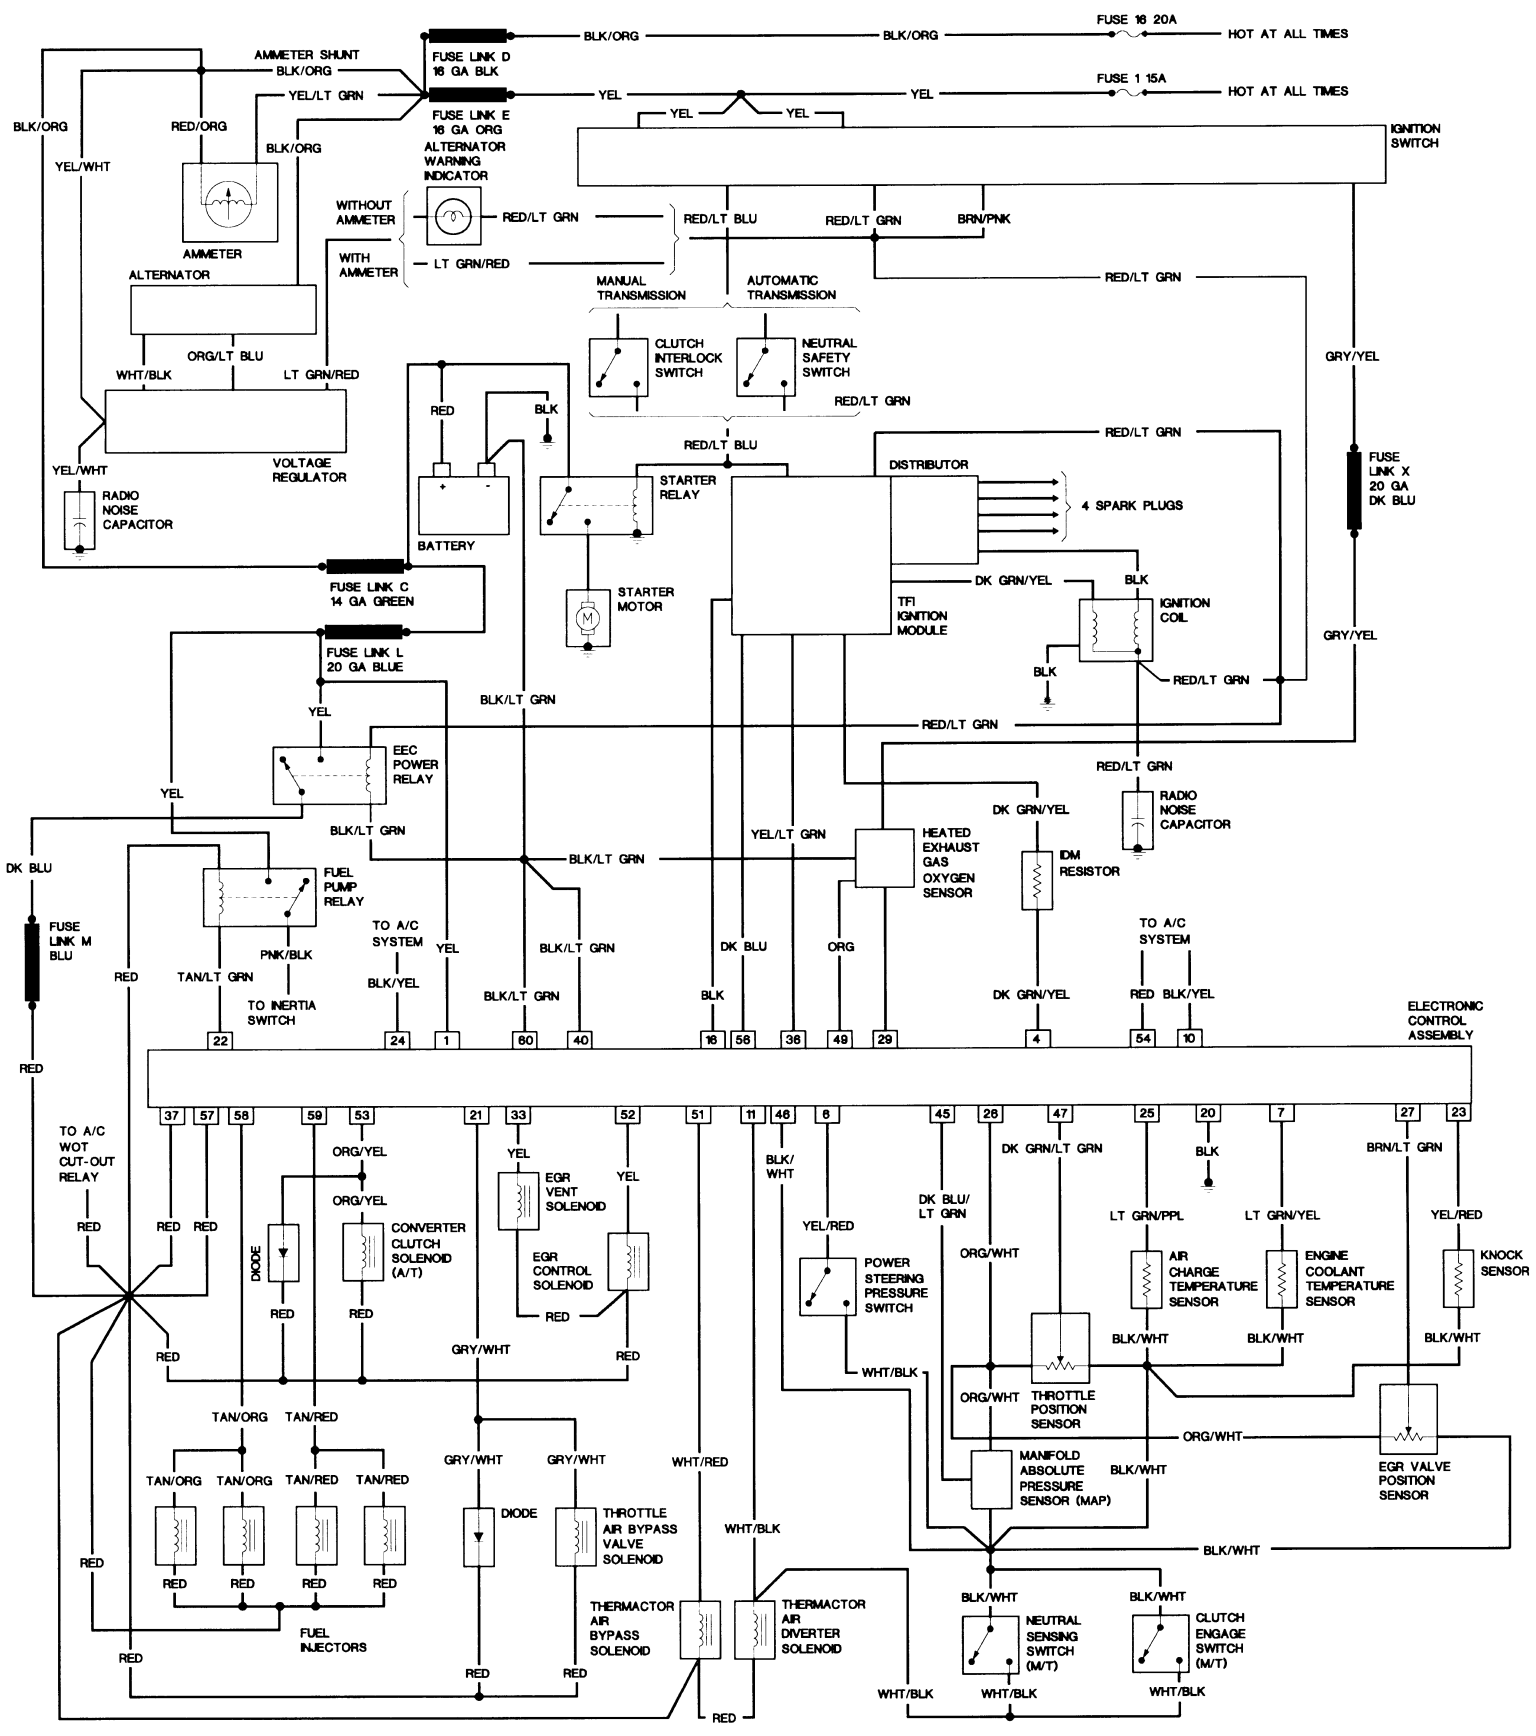 FUSE 16 20A
BLK/ORG
BLK/ORG
HOT AT ALL TIMES
AMMETER SHUNT
BLK/ORG
FUSE LINK D
16 GA BLK
FUSE 1 15A
YEL/LT GRN
YEL
YEL
HOT AT ALL TIMES
FUSE LINK E
16 GA ORG
YEL
YEL
BLK/ORG
RED/ORG
BLK/ORG
YEL/WHT
IGNITION
SWITCH
ALTERNATOR
WARNING
INDICATOR
AMMETER
WITHOUT
AMMETER
RED/LT GRN
WITH
AMMETER
LT GRN/RED
RED/LT BLU
RED/LT GRN
BRN/PNK
RED/LT GRN
ALTERNATOR
ORG/LT BLU
WHT/BLK
LT GRN/RED
VOLTAGE
REGULATOR
YEL/WHT
RADIO
NOISE
CAPACITOR
MANUAL
TRANSMISSION
AUTOMATIC
TRANSMISSION
CLUTCH
INTERLOCK
SWITCH
NEUTRAL
SAFETY
SWITCH
RED/LT GRN
RED/LT BLU
GRY/YEL
RED
BLK
+
-
BATTERY
STARTER
RELAY
STARTER
MOTOR
M
RED/LT GRN
DISTRIBUTOR
4 SPARK PLUGS
FUSE
LINK X
20 GA
DK BLU
DK GRN/YEL
BLK
TFI
IGNITION
MODULE
IGNITION
COIL
BLK
RED/LT GRN
GRY/YEL
FUSE LINK C
14 GA GREEN
FUSE LINK L
20 GA BLUE
YEL
BLK/LT GRN
RED/LT GRN
EEC
POWER
RELAY
YEL
BLK/LT GRN
BLK/LT GRN
YEL/LT GRN
DK GRN/YEL
RED/LT GRN
RADIO
NOISE
CAPACITOR
HEATED
EXHAUST
GAS
OXYGEN
SENSOR
IDM
RESISTOR
DK BLU
FUEL
PUMP
RELAY
FUSE
LINK M
BLU
RED
TAN/LT GRN
PNK/BLK
TO INERTIA
SWITCH
TO A/C
SYSTEM
BLK/YEL
YEL
BLK/LT GRN
BLK/LT GRN
BLK
DK BLU
ORG
DK GRN/YEL
TO A/C
SYSTEM
RED
BLK/YEL
ELECTRONIC
CONTROL
ASSEMBLY
22
24
1
60
40
16
56
36
49
29
4
54
10
RED
37
57
58
59
53
21
33
52
51
11
46
6
45
26
47
25
20
7
27
23
TO A/C
WOT
CUT-OUT
RELAY
RED
RED
RED
ORG/YEL
ORG/YEL
DIODE
CONVERTER
CLUTCH
SOLENOID
(A/T)
RED
RED
RED
YEL
EGR
VENT
SOLENOID
YEL
EGR
CONTROL
SOLENOID
RED
RED
GRY/WHT
BLK/
WHT
YEL/RED
POWER
STEERING
PRESSURE
SWITCH
WHT/BLK
DK BLU/
LT GRN
ORG/WHT
DK GRN/LT GRN
LT GRN/PPL
AIR
CHARGE
TEMPERATURE
SENSOR
BLK/WHT
BLK
LT GRN/YEL
ENGINE
COOLANT
TEMPERATURE
SENSOR
BLK/WHT
BRN/LT GRN
YEL/RED
KNOCK
SENSOR
BLK/WHT
ORG/WHT
THROTTLE
POSITION
SENSOR
ORG/WHT
EGR VALVE
POSITION
SENSOR
MANIFOLD
ABSOLUTE
PRESSURE
SENSOR (MAP)
BLK/WHT
BLK/WHT
TAN/ORG
TAN/RED
TAN/ORG
TAN/ORG
TAN/RED
TAN/RED
RED
RED
RED
RED
RED
FUEL
INJECTORS
RED
GRY/WHT
GRY/WHT
DIODE
THROTTLE
AIR BYPASS
VALVE
SOLENOID
RED
RED
WHT/RED
WHT/BLK
THERMACTOR
AIR
BYPASS
SOLENOID
THERMACTOR
AIR
DIVERTER
SOLENOID
RED
WHT/BLK
BLK/WHT
NEUTRAL
SENSING
SWITCH
(M/T)
WHT/BLK
BLK/WHT
CLUTCH
ENGAGE
SWITCH
(M/T)
WHT/BLK